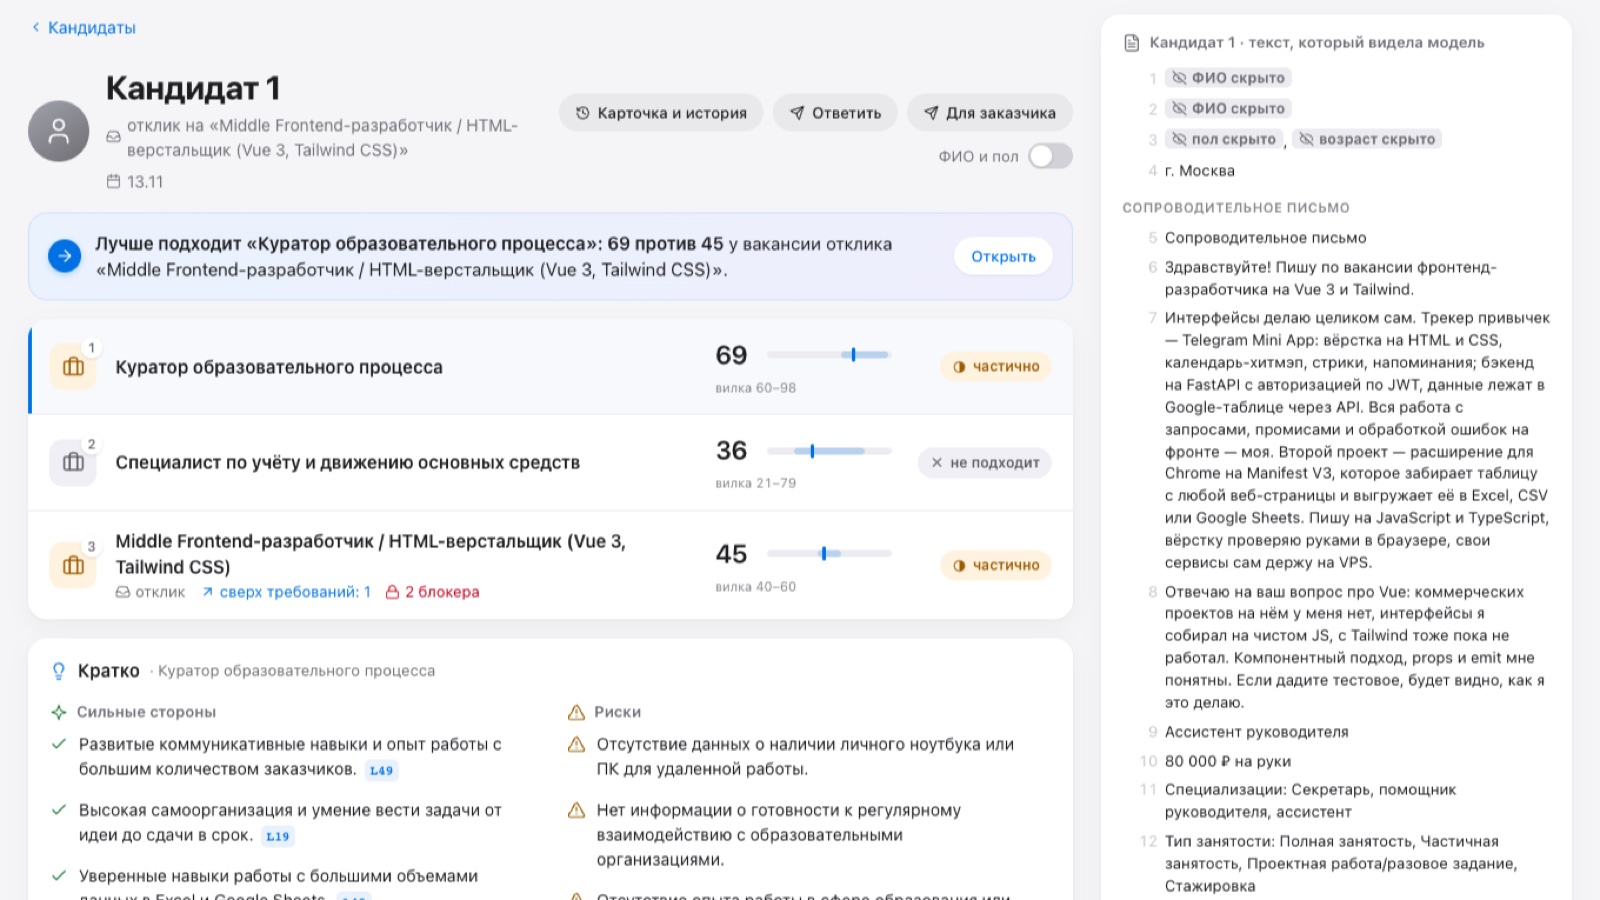 Кандидаты
Кандидат 1
отклик на «Middle Frontend-разработчик / HTML-
верстальщик (Vue 3, Tailwind CSS)»
13.11
Карточка и история
Ответить
Для заказчика
ФИО и пол
Лучше подходит «Куратор образовательного процесса»: 69 против 45 у вакансии отклика
«Middle Frontend-разработчик / HTML-верстальщик (Vue 3, Tailwind CSS)».
Открыть
1
Куратор образовательного процесса
69
вилка 60–98
частично
2
Специалист по учёту и движению основных средств
36
вилка 21–79
не подходит
3
Middle Frontend-разработчик / HTML-верстальщик (Vue 3,
Tailwind CSS)
отклик
сверх требований: 1
2 блокера
45
вилка 40–60
частично
Кратко · Куратор образовательного процесса
Сильные стороны
Развитые коммуникативные навыки и опыт работы с
большим количеством заказчиков. L49
Высокая самоорганизация и умение вести задачи от
идеи до сдачи в срок. L19
Уверенные навыки работы с большими объемами
данных в Excel и Google Sheets.
Риски
Отсутствие данных о наличии личного ноутбука или
ПК для удаленной работы.
Нет информации о готовности к регулярному
взаимодействию с образовательными
организациями.
Отсутствие опыта работы в сфере образования или
Кандидат 1 · текст, который видела модель
1 ФИО скрыто
2 ФИО скрыто
3 пол скрыто , возраст скрыто
4 г. Москва
СОПРОВОДИТЕЛЬНОЕ ПИСЬМО
5 Сопроводительное письмо
6 Здравствуйте! Пишу по вакансии фронтенд-
разработчика на Vue 3 и Tailwind.
7 Интерфейсы делаю целиком сам. Трекер привычек
— Telegram Mini App: вёрстка на HTML и CSS,
календарь-хитмэп, стрики, напоминания; бэкенд
на FastAPI с авторизацией по JWT, данные лежат в
Google-таблице через API. Вся работа с
запросами, промисами и обработкой ошибок на
фронте — моя. Второй проект — расширение для
Chrome на Manifest V3, которое забирает таблицу
с любой веб-страницы и выгружает её в Excel, CSV
или Google Sheets. Пишу на JavaScript и TypeScript,
вёрстку проверяю руками в браузере, свои
сервисы сам держу на VPS.
8 Отвечаю на ваш вопрос про Vue: коммерческих
проектов на нём у меня нет, интерфейсы я
собирал на чистом JS, с Tailwind тоже пока не
работал. Компонентный подход, props и emit мне
понятны. Если дадите тестовое, будет видно, как я
это делаю.
9 Ассистент руководителя
10 80 000 ₽ на руки
11 Специализации: Секретарь, помощник
руководителя, ассистент
12 Тип занятости: Полная занятость, Частичная
занятость, Проектная работа/разовое задание,
Стажировка